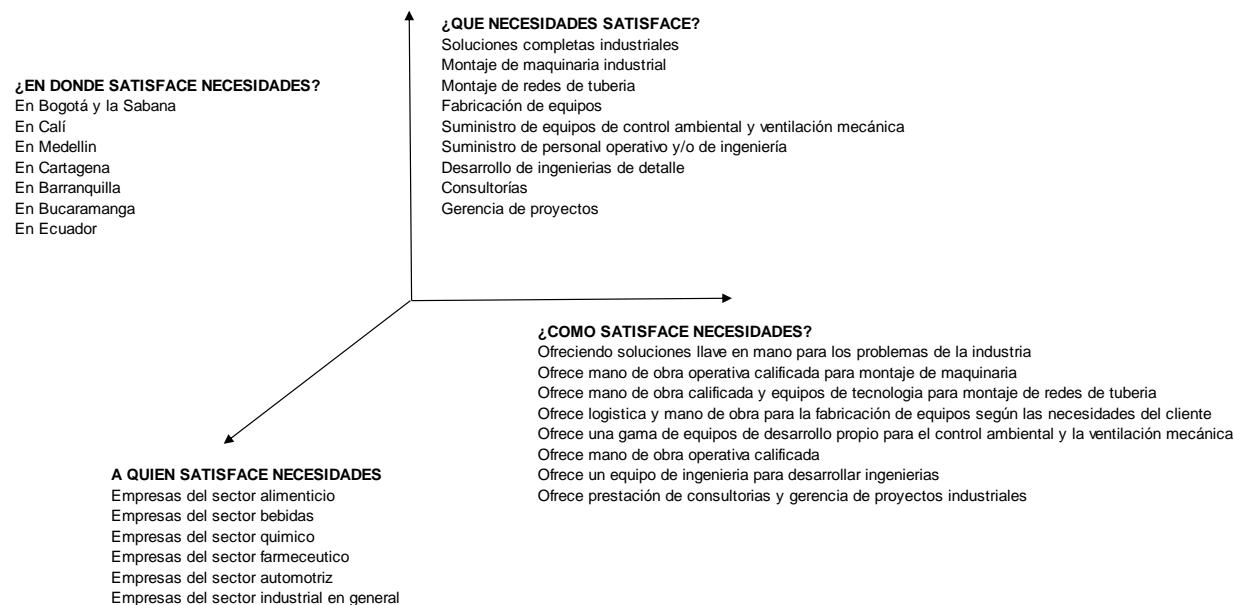 ¿QUE NECESIDADES SATISFACE?
Soluciones completas industriales
Montaje de maquinaria industrial
Montaje de redes de tuberia
Fabricación de equipos
Suministro de equipos de control ambiental y ventilación mecánica
Suministro de personal operativo y/o de ingeniería
Desarrollo de ingenierias de detalle
Consultorías
Gerencia de proyectos
¿EN DONDE SATISFACE NECESIDADES?
En Bogotá y la Sabana
En Calí
En Medellin
En Cartagena
En Barranquilla
En Bucaramanga
En Ecuador
¿COMO SATISFACE NECESIDADES?
Ofreciendo soluciones llave en mano para los problemas de la industria
Ofrece mano de obra operativa calificada para montaje de maquinaria
Ofrece mano de obra calificada y equipos de tecnologia para montaje de redes de tuberia
Ofrece logistica y mano de obra para la fabricación de equipos según las necesidades del cliente
Ofrece una gama de equipos de desarrollo propio para el control ambiental y la ventilación mecánica
Ofrece mano de obra operativa calificada
Ofrece un equipo de ingenieria para desarrollar ingenierias
Ofrece prestación de consultorias y gerencia de proyectos industriales
A QUIEN SATISFACE NECESIDADES
Empresas del sector alimenticio
Empresas del sector bebidas
Empresas del sector quimico
Empresas del sector farmeceutico
Empresas del sector automotriz
Empresas del sector industrial en general